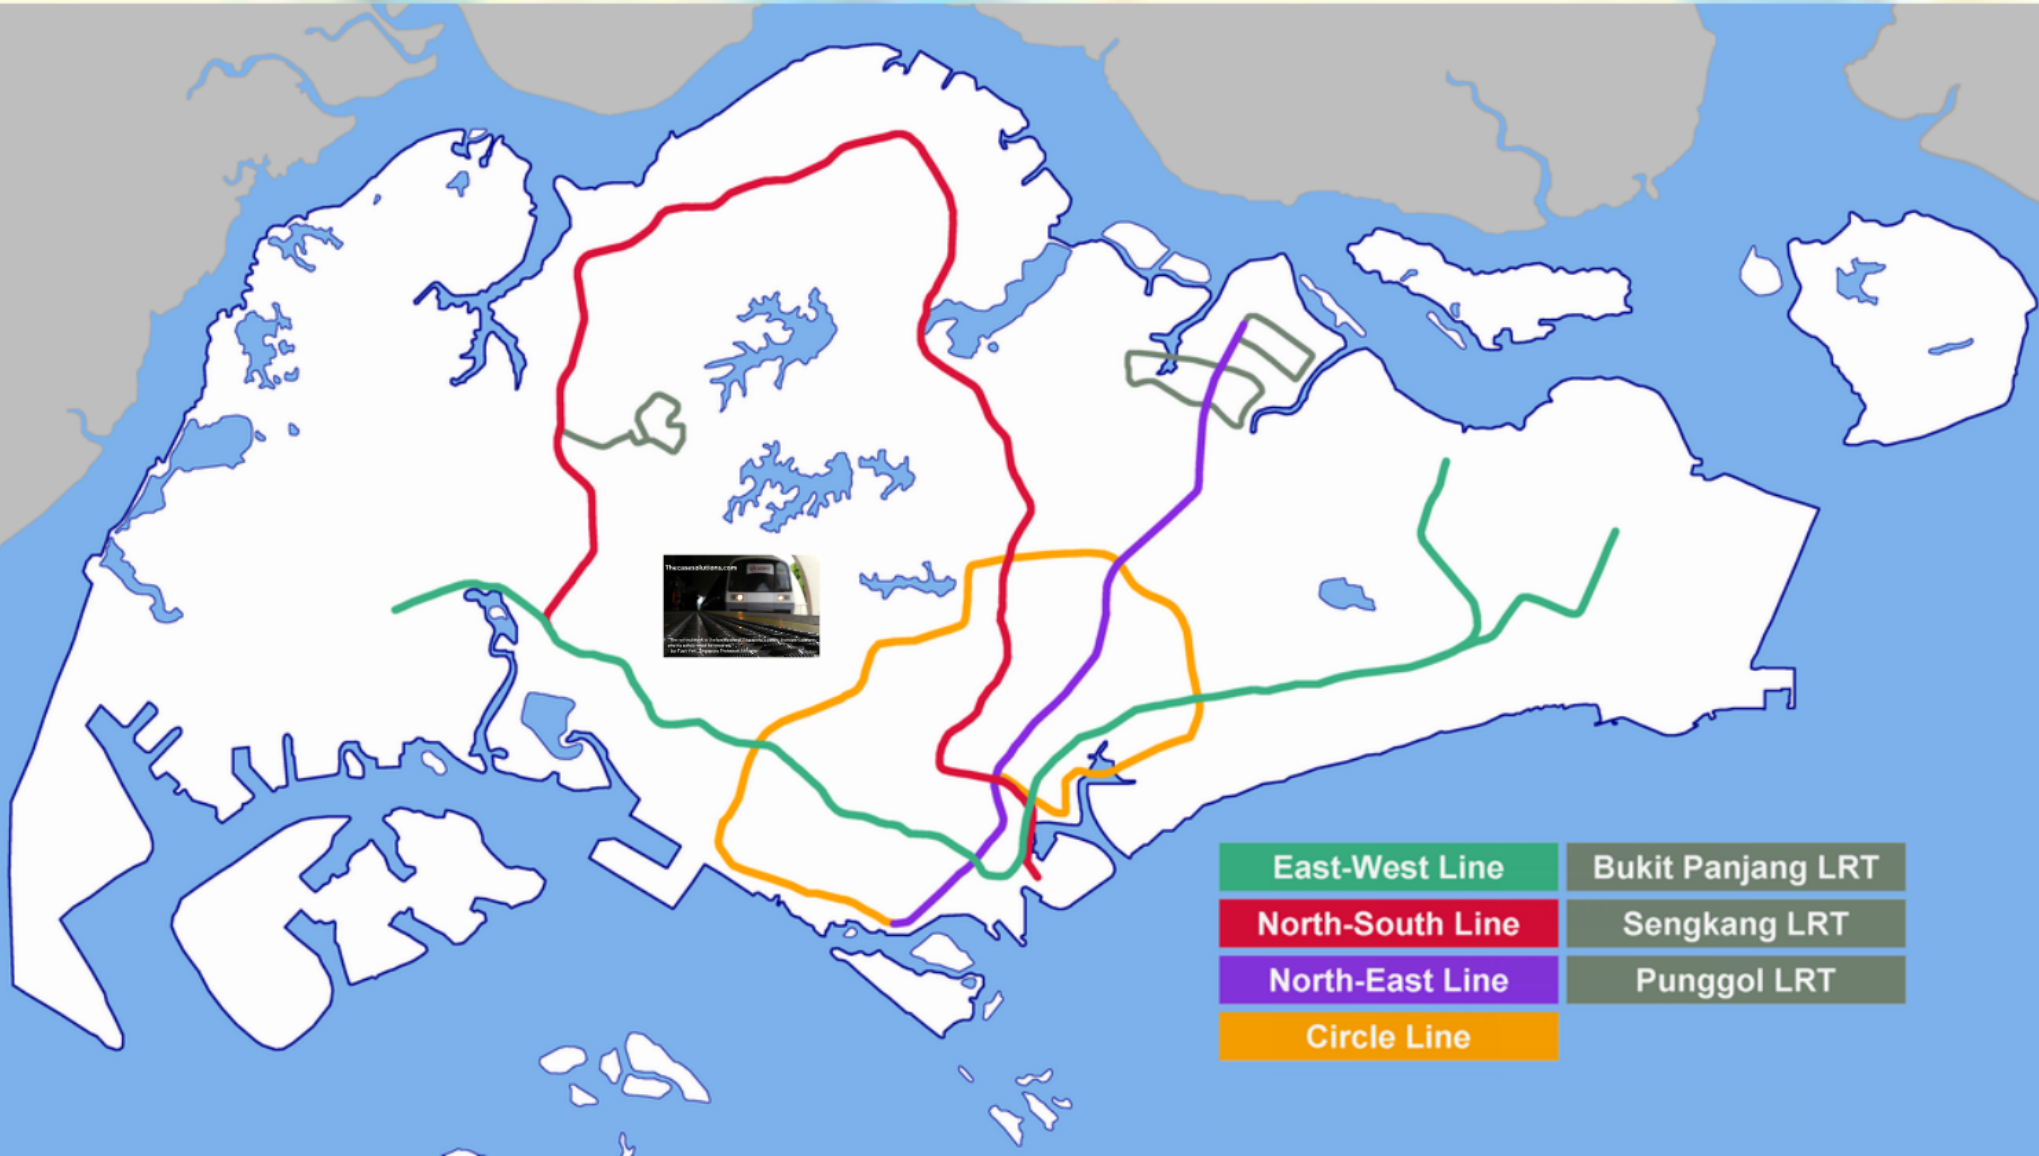 Thecasesolutions.com
East-West Line
Bukit Panjang LRT
North-South Line
Sengkang LRT
North-East Line
Punggol LRT
Circle Line